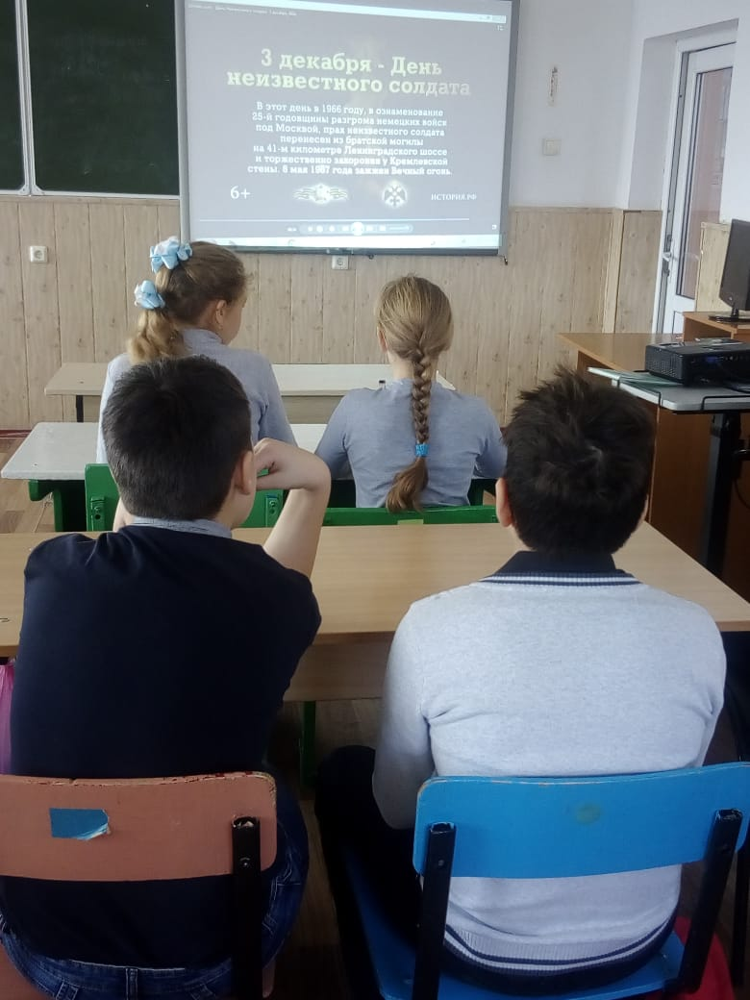 3 декабря - День
неизвестного солдата
В этот день в 1966 году, в ознаменование
25-й годовщины разгрома немецких войск
под Москвой, прах неизвестного солдата
перенесен из братской могилы
на 41-м километре Ленинградского шоссе
и торжественно захоронен у Кремлевской
стены. 8 мая 1967 года зажжен Вечный огонь.
6+
ИСТОРИЯ.РФ